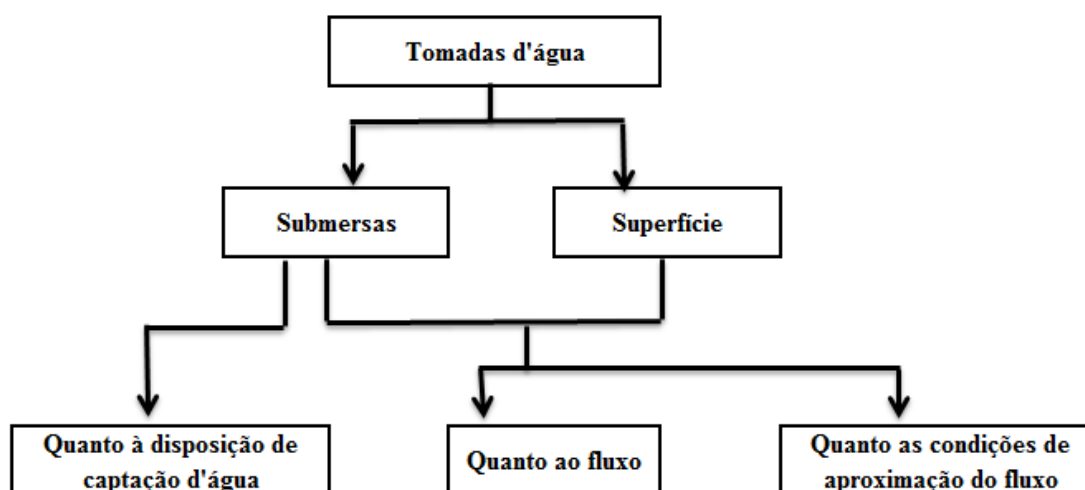 Tomadas d'água
Submersas
Superfície
Quanto à disposição de
captação d'água
Quanto ao fluxo
Quanto as condições de
aproximação do fluxo